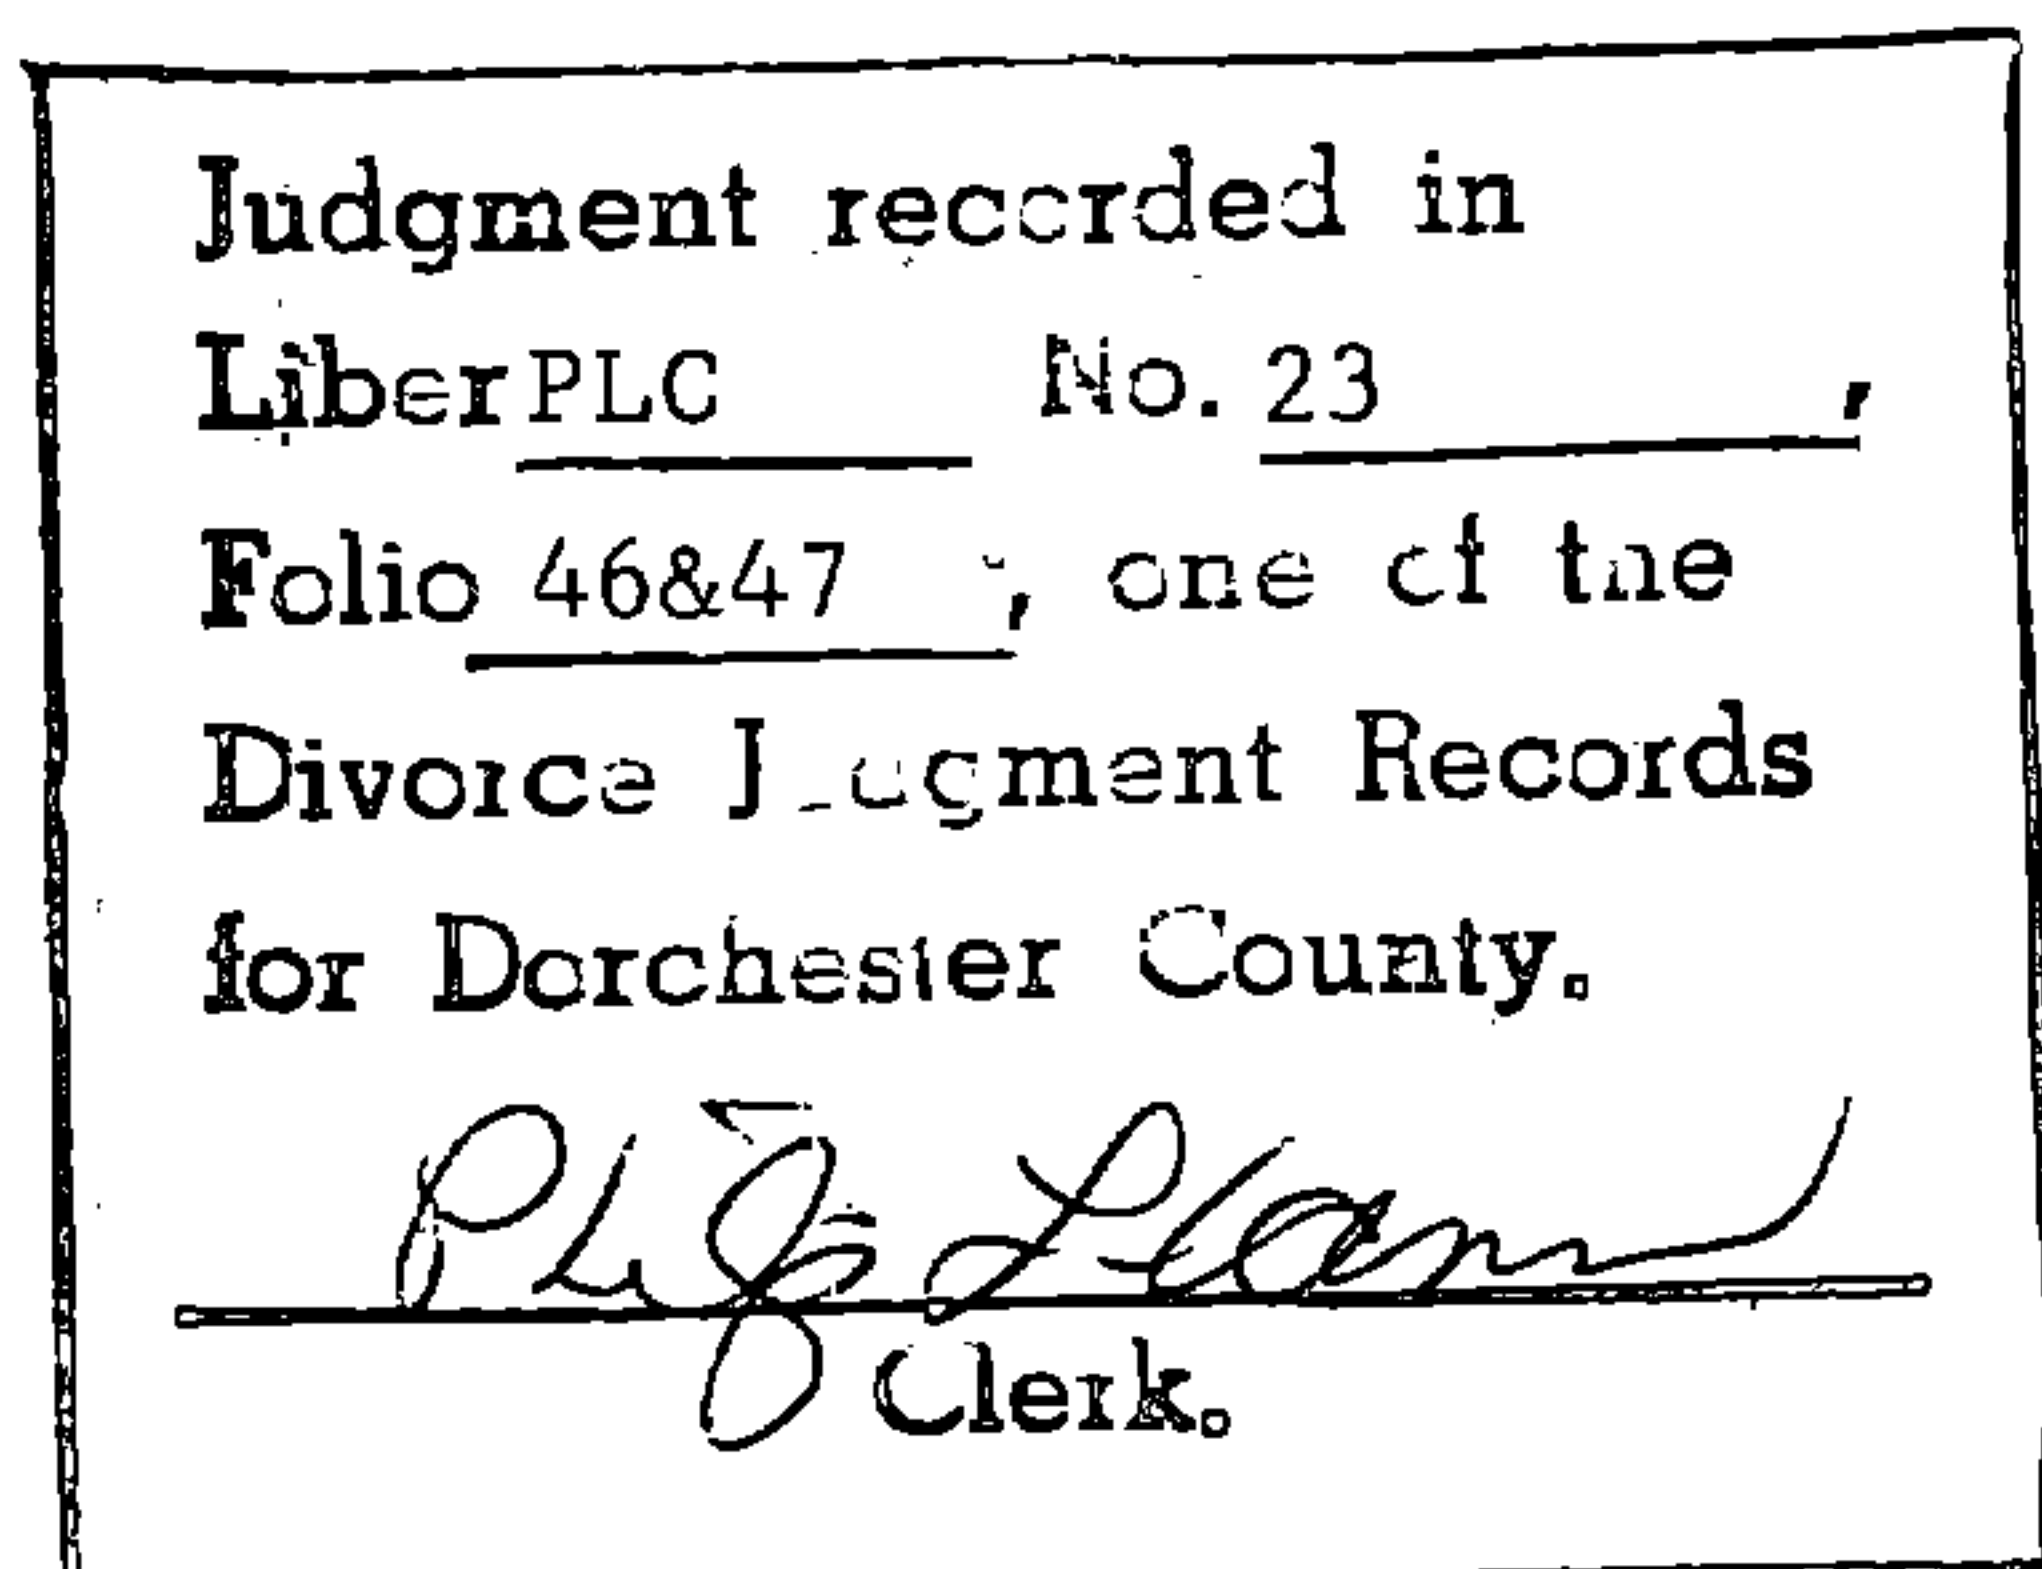 Judgment recorded in
Liber PLC No. 23 ,
Folio 46&47 , one of the
Divorce Judgment Records
for Dorchester County.
Clerk.